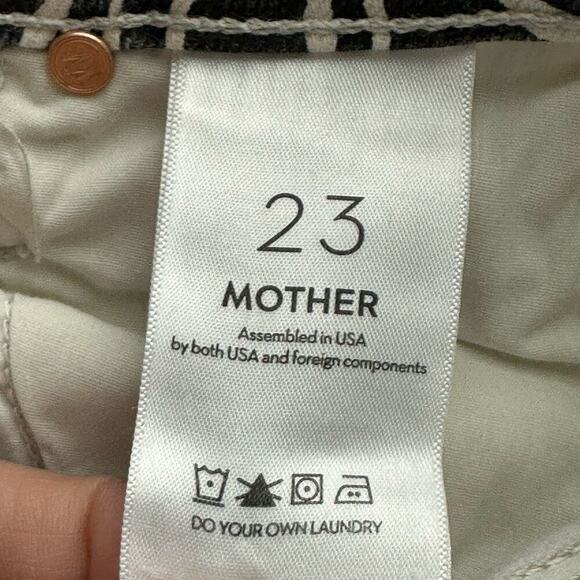 23
MOTHER
Assembled in USA
by both USA and foreign components
DO YOUR OWN LAUNDRY